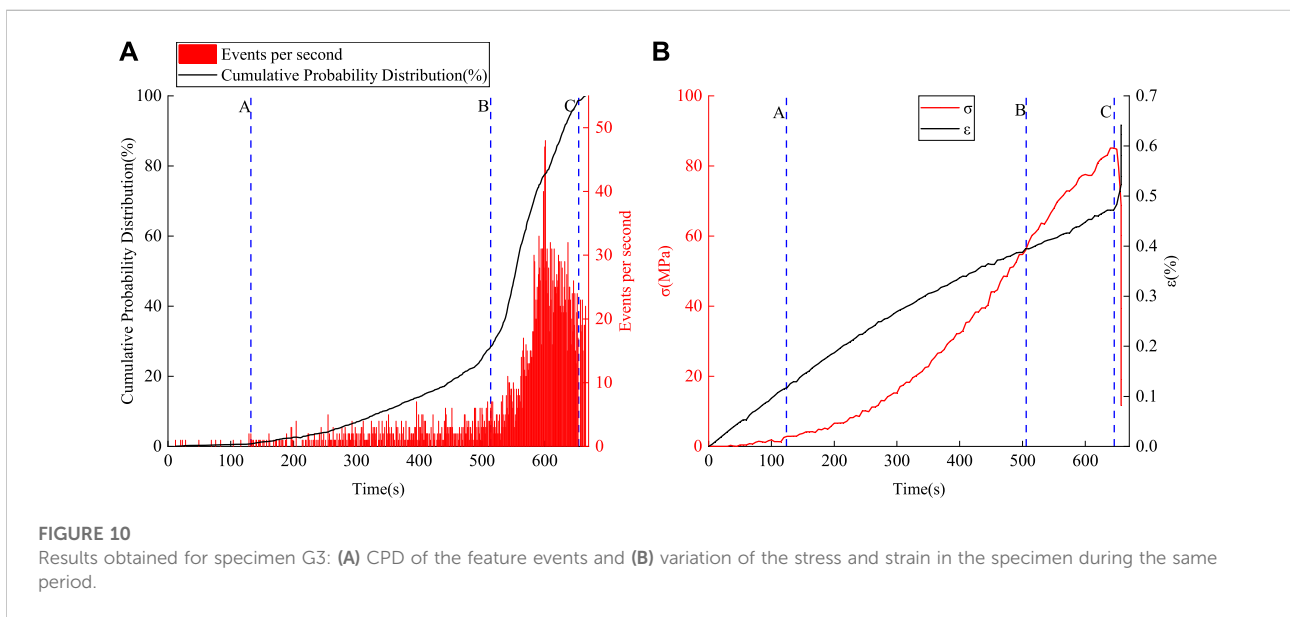 A
Events per second
Cumulative Probability Distribution(%)
100
80
60
40
20
0
Cumulative Probability Distribution(%)
A
B
C
50
40
30
20
10
0
Events per second
0 100 200 300 400 500 600
Time(s)
B
σ
ε
100
80
60
40
20
0
σ(MPa)
A
B
C
0.7
0.6
0.5
0.4
0.3
0.2
0.1
0.0
ε(%)
0 100 200 300 400 500 600
Time(s)
FIGURE 10
Results obtained for specimen G3: (A) CPD of the feature events and (B) variation of the stress and strain in the specimen during the same
period.